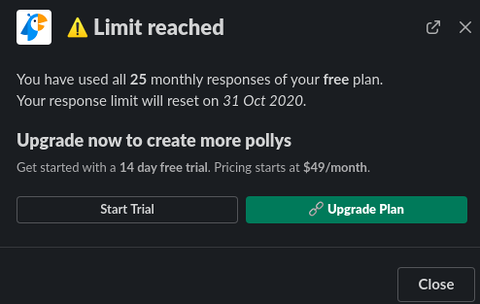 ⚠️ Limit reached
You have used all 25 monthly responses of your free plan.
Your response limit will reset on 31 Oct 2020.
Upgrade now to create more pollys
Get started with a 14 day free trial. Pricing starts at $49/month.
Start Trial
🔗 Upgrade Plan
Close